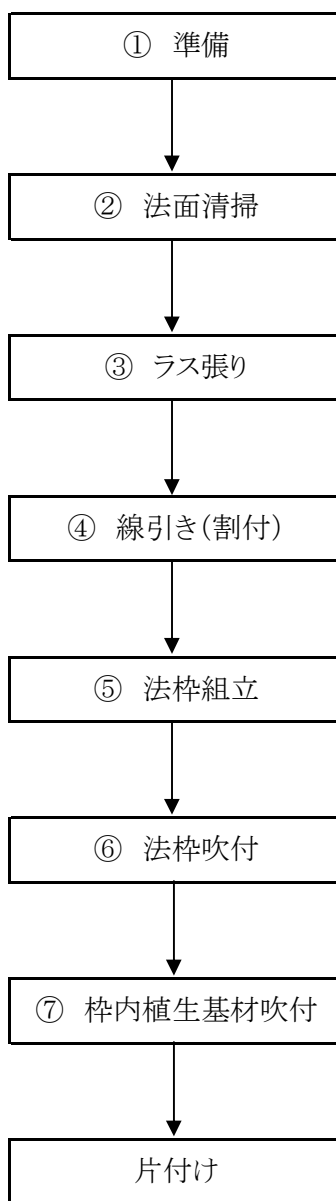 ① 準備
② 法面清掃
③ ラス張り
④ 線引き(割付)
⑤ 法枠組立
⑥ 法枠吹付
⑦ 枠内植生基材吹付
片付け